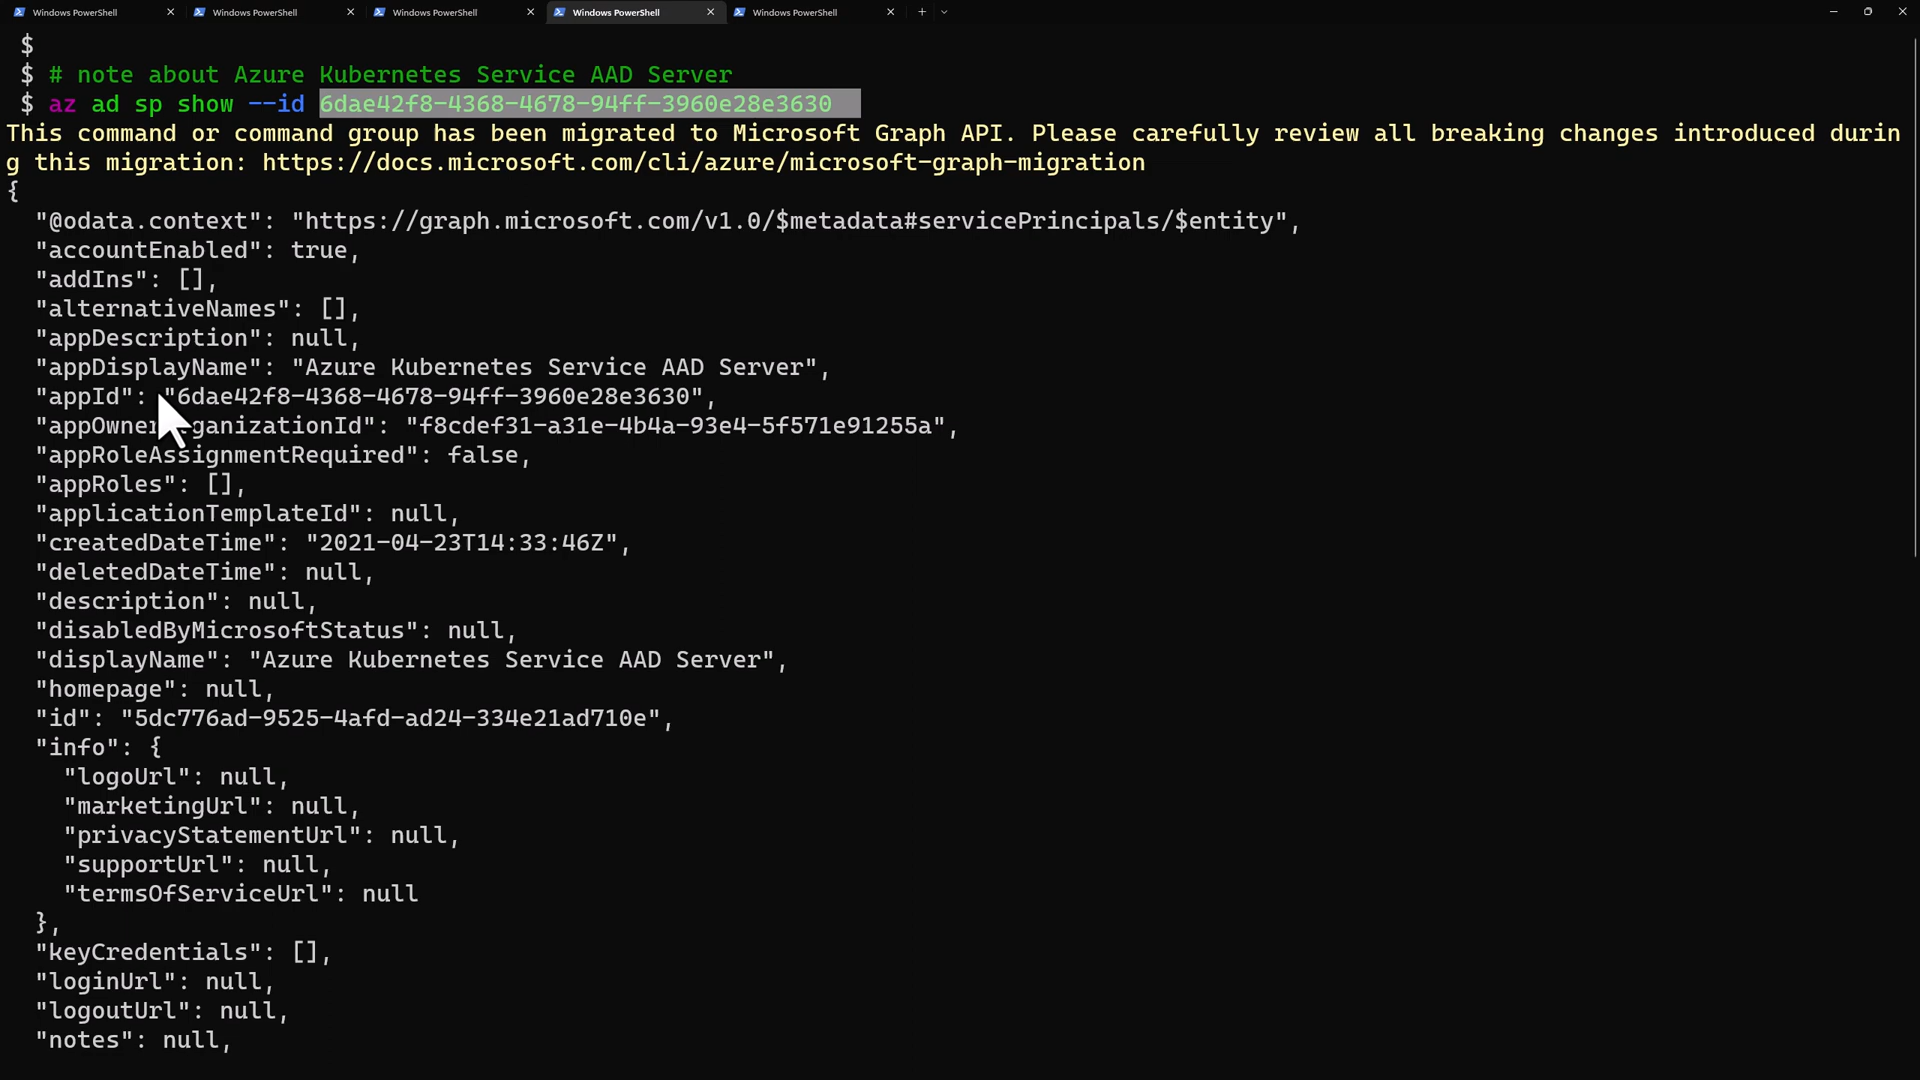 Windows PowerShell
Windows PowerShell
Windows PowerShell
Windows PowerShell
Windows PowerShell
$
$ # note about Azure Kubernetes Service AAD Server
$ az ad sp show --id 6dae42f8-4368-4678-94ff-3960e28e3630
This command or command group has been migrated to Microsoft Graph API. Please carefully review all breaking changes introduced durin
g this migration: https://docs.microsoft.com/cli/azure/microsoft-graph-migration
{
"@odata.context": "https://graph.microsoft.com/v1.0/$metadata#servicePrincipals/$entity",
"accountEnabled": true,
"addIns": [],
"alternativeNames": [],
"appDescription": null,
"appDisplayName": "Azure Kubernetes Service AAD Server",
"appId": "6dae42f8-4368-4678-94ff-3960e28e3630",
"appOwnerOrganizationId": "f8cdef31-a31e-4b4a-93e4-5f571e91255a",
"appRoleAssignmentRequired": false,
"appRoles": [],
"applicationTemplateId": null,
"createdDateTime": "2021-04-23T14:33:46Z",
"deletedDateTime": null,
"description": null,
"disabledByMicrosoftStatus": null,
"displayName": "Azure Kubernetes Service AAD Server",
"homepage": null,
"id": "5dc776ad-9525-4afd-ad24-334e21ad710e",
"info": {
"logoUrl": null,
"marketingUrl": null,
"privacyStatementUrl": null,
"supportUrl": null,
"termsOfServiceUrl": null
},
"keyCredentials": [],
"loginUrl": null,
"logoutUrl": null,
"notes": null,